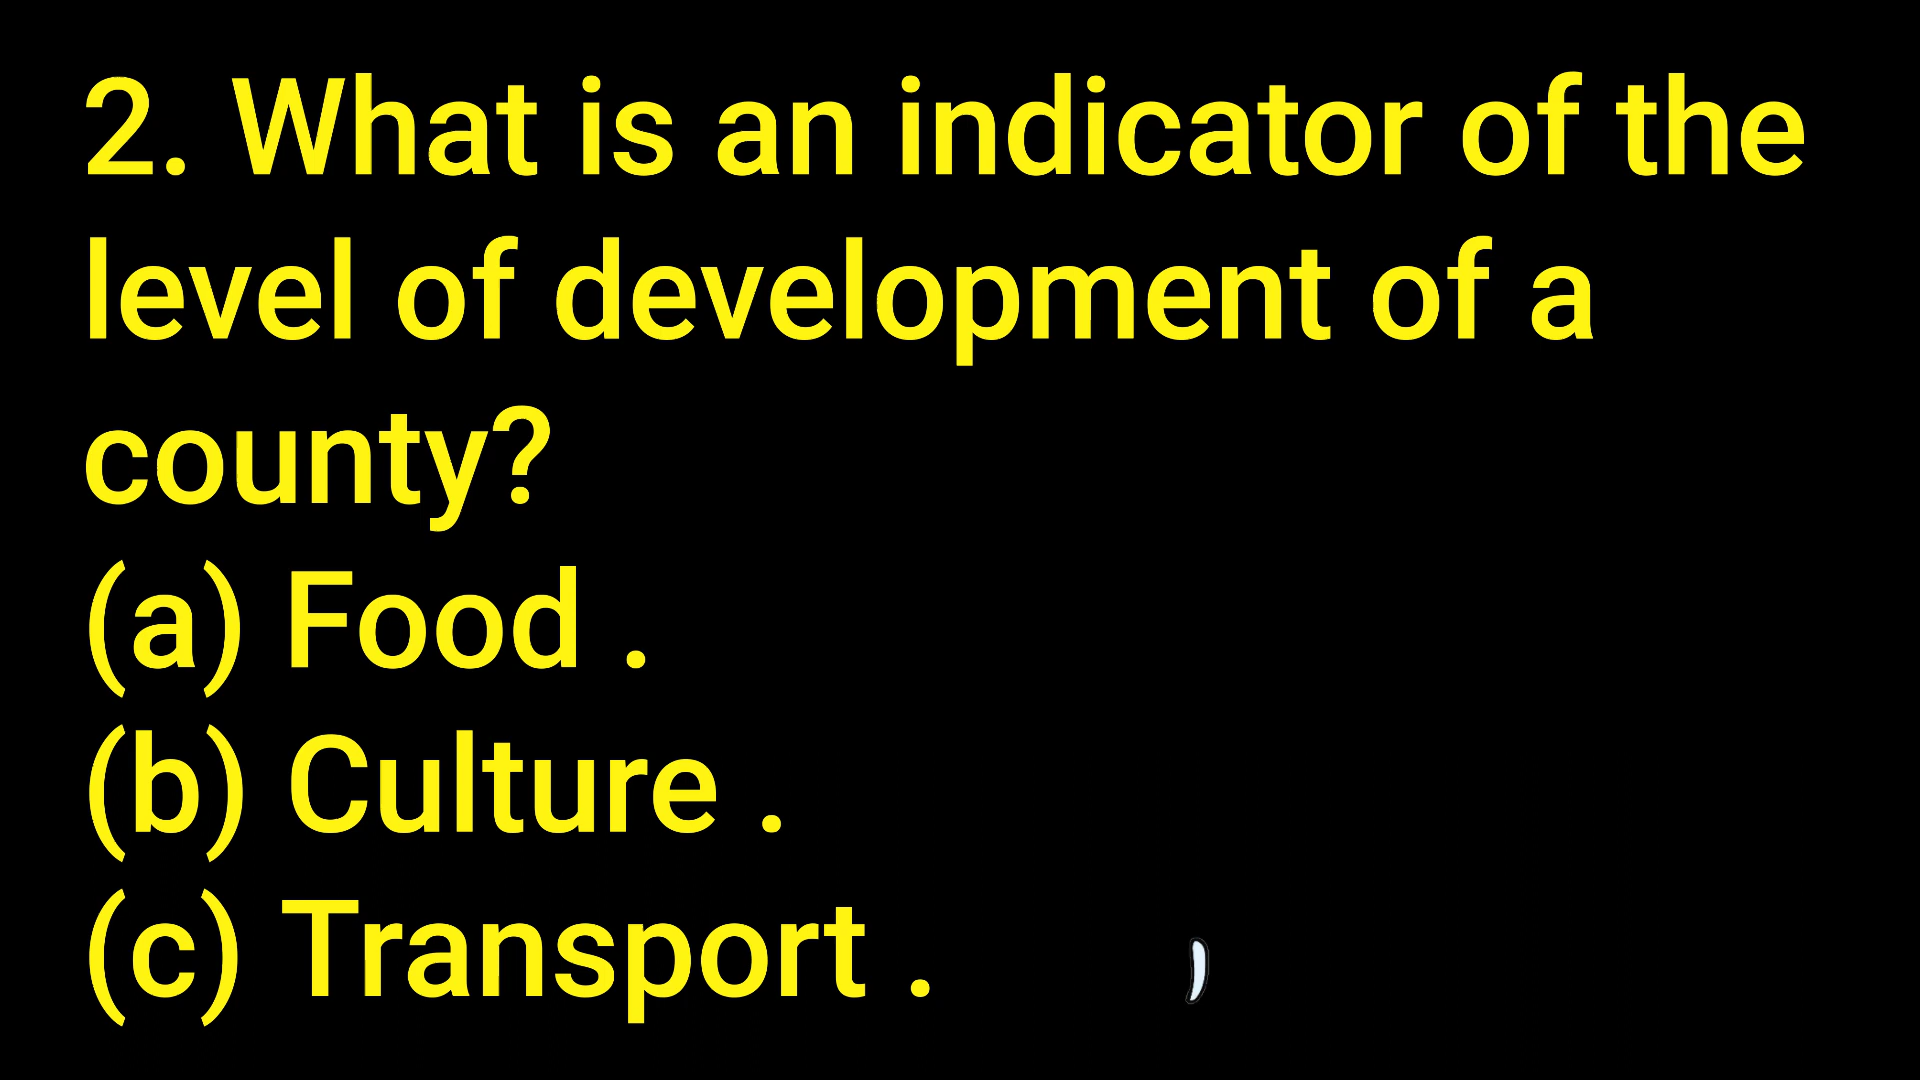 2. What is an indicator of the
level of development of a
county?
(a) Food .
(b) Culture .
(c) Transport .